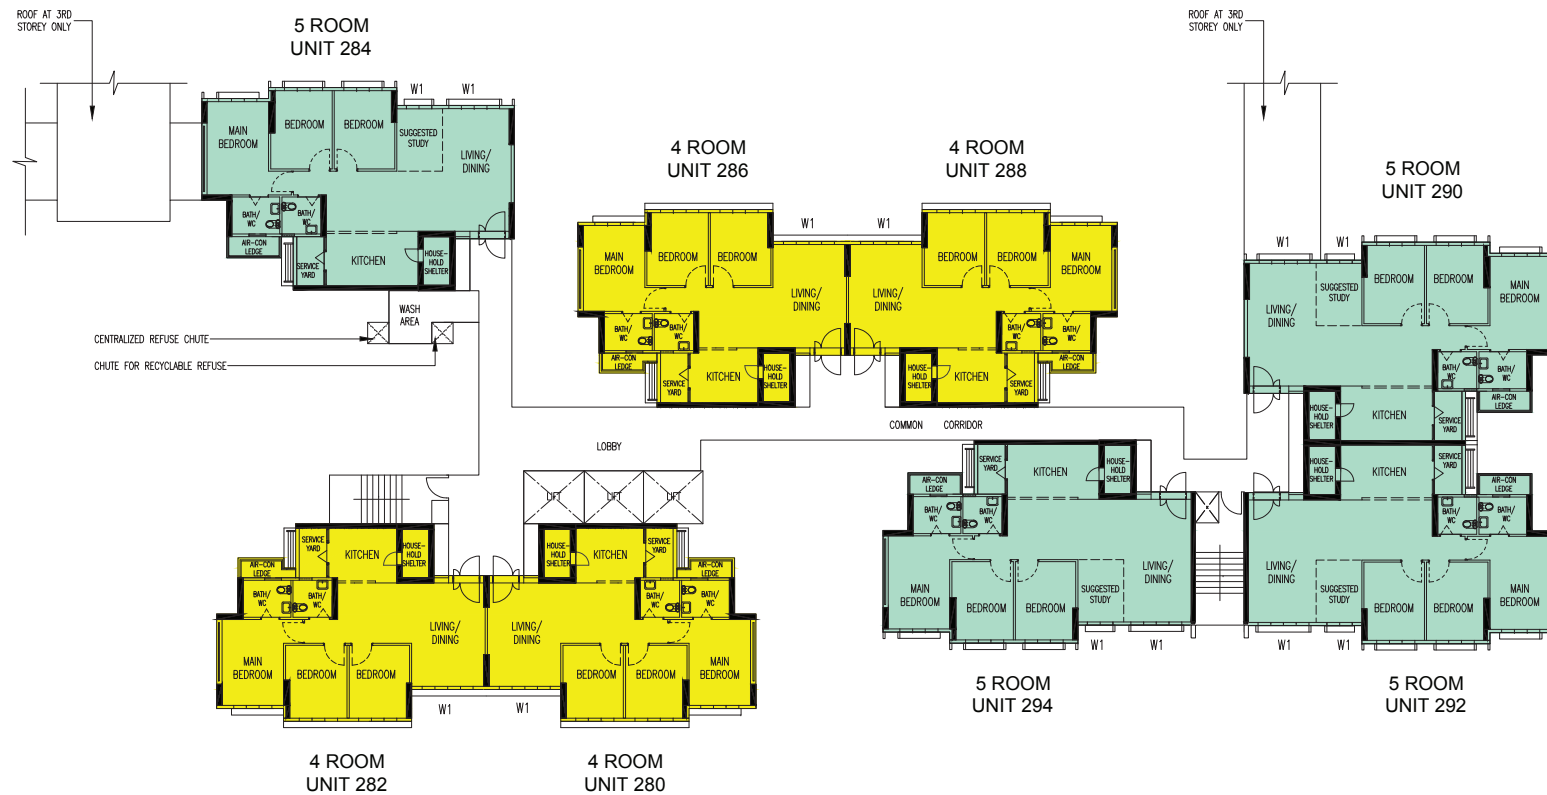 ROOF AT 3RD
STOREY ONLY
5 ROOM
UNIT 284
W1
W1
MAIN
BEDROOM
BEDROOM
BEDROOM
SUGGESTED
STUDY
LIVING/
DINING
BATH/
WC
BATH/
WC
AIR-CON
LEDGE
SERVICE
YARD
KITCHEN
HOUSE-
HOLD
SHELTER
WASH
AREA
CENTRALIZED REFUSE CHUTE
CHUTE FOR RECYCLABLE REFUSE
4 ROOM
UNIT 286
W1
MAIN
BEDROOM
BEDROOM
BEDROOM
LIVING/
DINING
BATH/
WC
BATH/
WC
AIR-CON
LEDGE
SERVICE
YARD
KITCHEN
HOUSE-
HOLD
SHELTER
4 ROOM
UNIT 288
W1
BEDROOM
BEDROOM
MAIN
BEDROOM
LIVING/
DINING
BATH/
WC
BATH/
WC
AIR-CON
LEDGE
HOUSE-
HOLD
SHELTER
KITCHEN
SERVICE
YARD
ROOF AT 3RD
STOREY ONLY
5 ROOM
UNIT 290
W1
W1
LIVING/
DINING
SUGGESTED
STUDY
BEDROOM
BEDROOM
MAIN
BEDROOM
BATH/
WC
BATH/
WC
AIR-CON
LEDGE
HOUSE-
HOLD
SHELTER
KITCHEN
SERVICE
YARD
COMMON CORRIDOR
LOBBY
LIFT
LIFT
LIFT
SERVICE
YARD
KITCHEN
HOUSE-
HOLD
SHELTER
AIR-CON
LEDGE
BATH/
WC
BATH/
WC
MAIN
BEDROOM
BEDROOM
BEDROOM
LIVING/
DINING
W1
4 ROOM
UNIT 282
HOUSE-
HOLD
SHELTER
KITCHEN
SERVICE
YARD
AIR-CON
LEDGE
BATH/
WC
BATH/
WC
LIVING/
DINING
BEDROOM
BEDROOM
MAIN
BEDROOM
W1
4 ROOM
UNIT 280
SERVICE
YARD
KITCHEN
HOUSE-
HOLD
SHELTER
AIR-CON
LEDGE
BATH/
WC
BATH/
WC
MAIN
BEDROOM
BEDROOM
BEDROOM
SUGGESTED
STUDY
LIVING/
DINING
W1
W1
5 ROOM
UNIT 294
HOUSE-
HOLD
SHELTER
KITCHEN
SERVICE
YARD
AIR-CON
LEDGE
BATH/
WC
BATH/
WC
LIVING/
DINING
SUGGESTED
STUDY
BEDROOM
BEDROOM
MAIN
BEDROOM
W1
W1
5 ROOM
UNIT 292